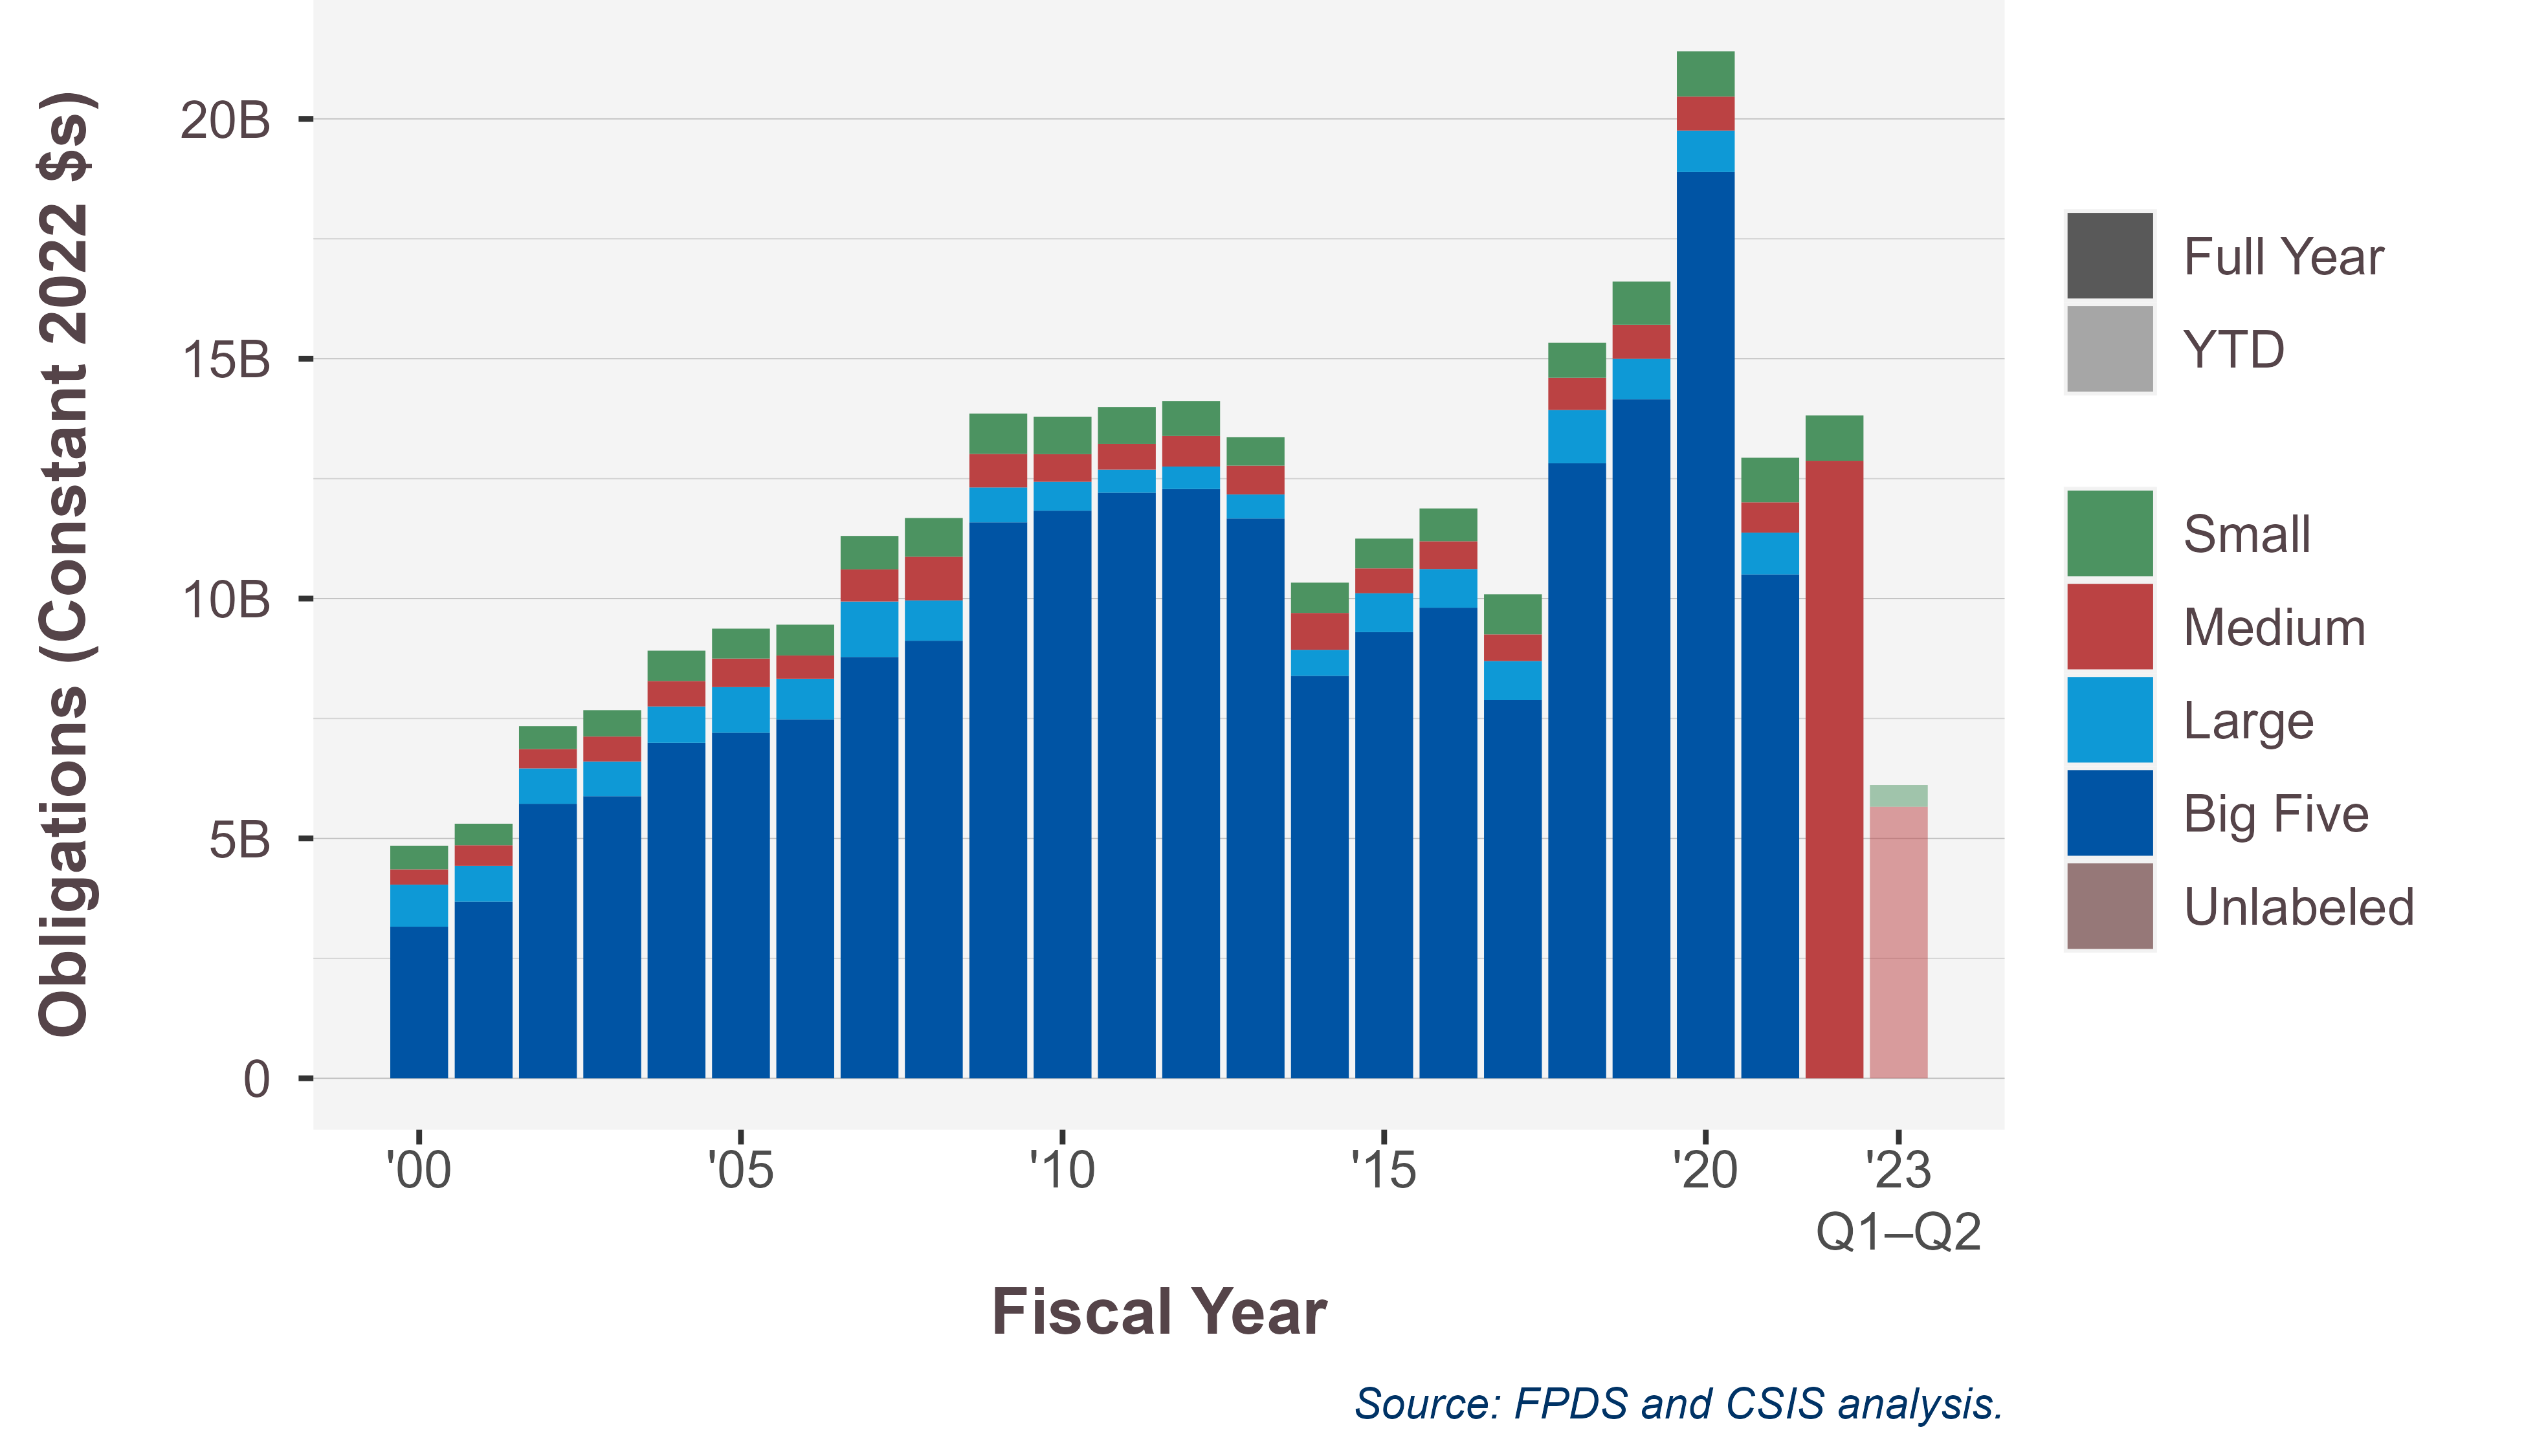 Obligations (Constant 2022 $s)
20B
15B
10B
5B
0
'00
'05
'10
'15
'20
'23
Q1–Q2
Fiscal Year
Full Year
YTD
Small
Medium
Large
Big Five
Unlabeled
Source: FPDS and CSIS analysis.